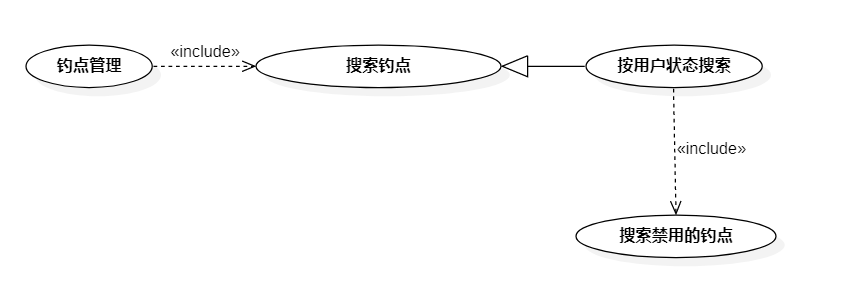 «include»
钓点管理
搜索钓点
按用户状态搜索
«include»
搜索禁用的钓点